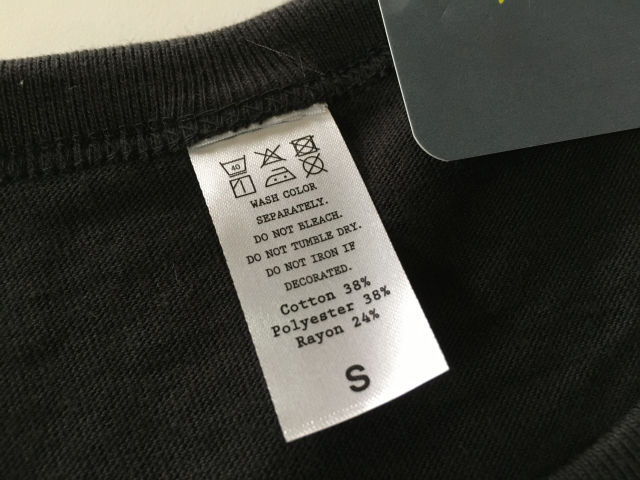 40
WASH COLOR
SEPARATELY.
DO NOT BLEACH.
DO NOT TUMBLE DRY.
DO NOT IRON IF
DECORATED.
Cotton 38%
Polyester 38%
Rayon 24%
S